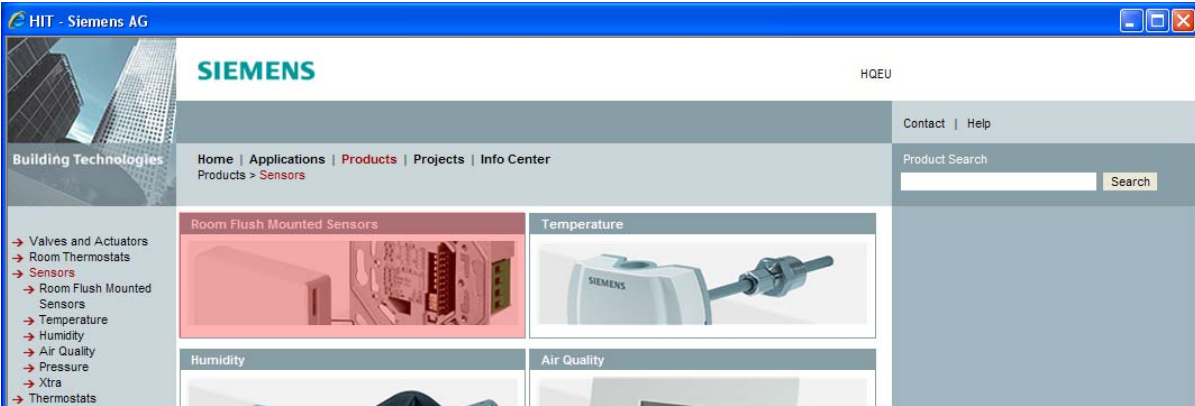 HIT - Siemens AG
SIEMENS
HQEU
Contact | Help
Building Technologies
Home | Applications | Products | Projects | Info Center
Products > Sensors
Product Search
Search
Valves and Actuators
Room Thermostats
Sensors
Room Flush Mounted
Sensors
Temperature
Humidity
Air Quality
Pressure
Xtra
Thermostats
Room Flush Mounted Sensors
Temperature
SIEMENS
Humidity
Air Quality